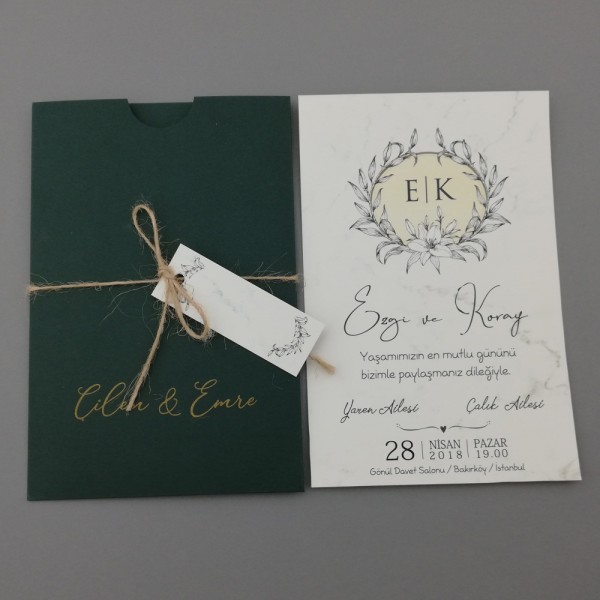 Çilem & Emre
E|K
Ezgi ve Koray
Yaşamımızın en mutlu gününü
bizimle paylaşmanız dileğiyle.
Yaren Ailesi
Çalık Ailesi
28 | NİSAN 2018 | PAZAR 19.00
Gönül Davet Salonu / Bakırköy / İstanbul